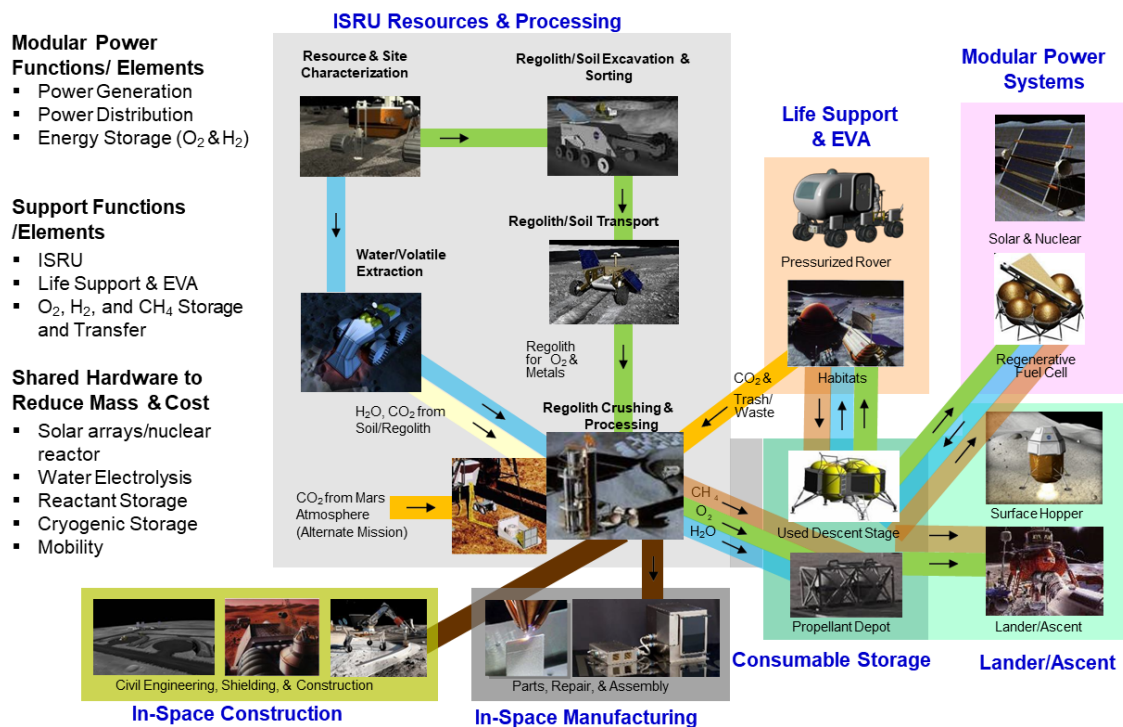 ISRU Resources & Processing
Modular Power
Functions/ Elements
▪ Power Generation
▪ Power Distribution
▪ Energy Storage (O₂ & H₂)
Support Functions
/Elements
▪ ISRU
▪ Life Support & EVA
▪ O₂, H₂, and CH₄ Storage
and Transfer
Shared Hardware to
Reduce Mass & Cost
▪ Solar arrays/nuclear
reactor
▪ Water Electrolysis
▪ Reactant Storage
▪ Cryogenic Storage
▪ Mobility
Resource & Site
Characterization
Regolith/Soil Excavation &
Sorting
Regolith/Soil Transport
Water/Volatile
Extraction
Regolith
for O₂ &
Metals
H₂O, CO₂ from
Soil/Regolith
Regolith Crushing &
Processing
CO₂ from Mars
Atmosphere
(Alternate Mission)
CO₂ &
Trash/
Waste
CH₄
O₂
H₂O
Life Support
& EVA
Pressurized Rover
Habitats
Modular Power
Systems
Solar & Nuclear
Regenerative
Fuel Cell
Used Descent Stage
Propellant Depot
Consumable Storage
Surface Hopper
Lander/Ascent
Lander/Ascent
Civil Engineering, Shielding, & Construction
In-Space Construction
Parts, Repair, & Assembly
In-Space Manufacturing